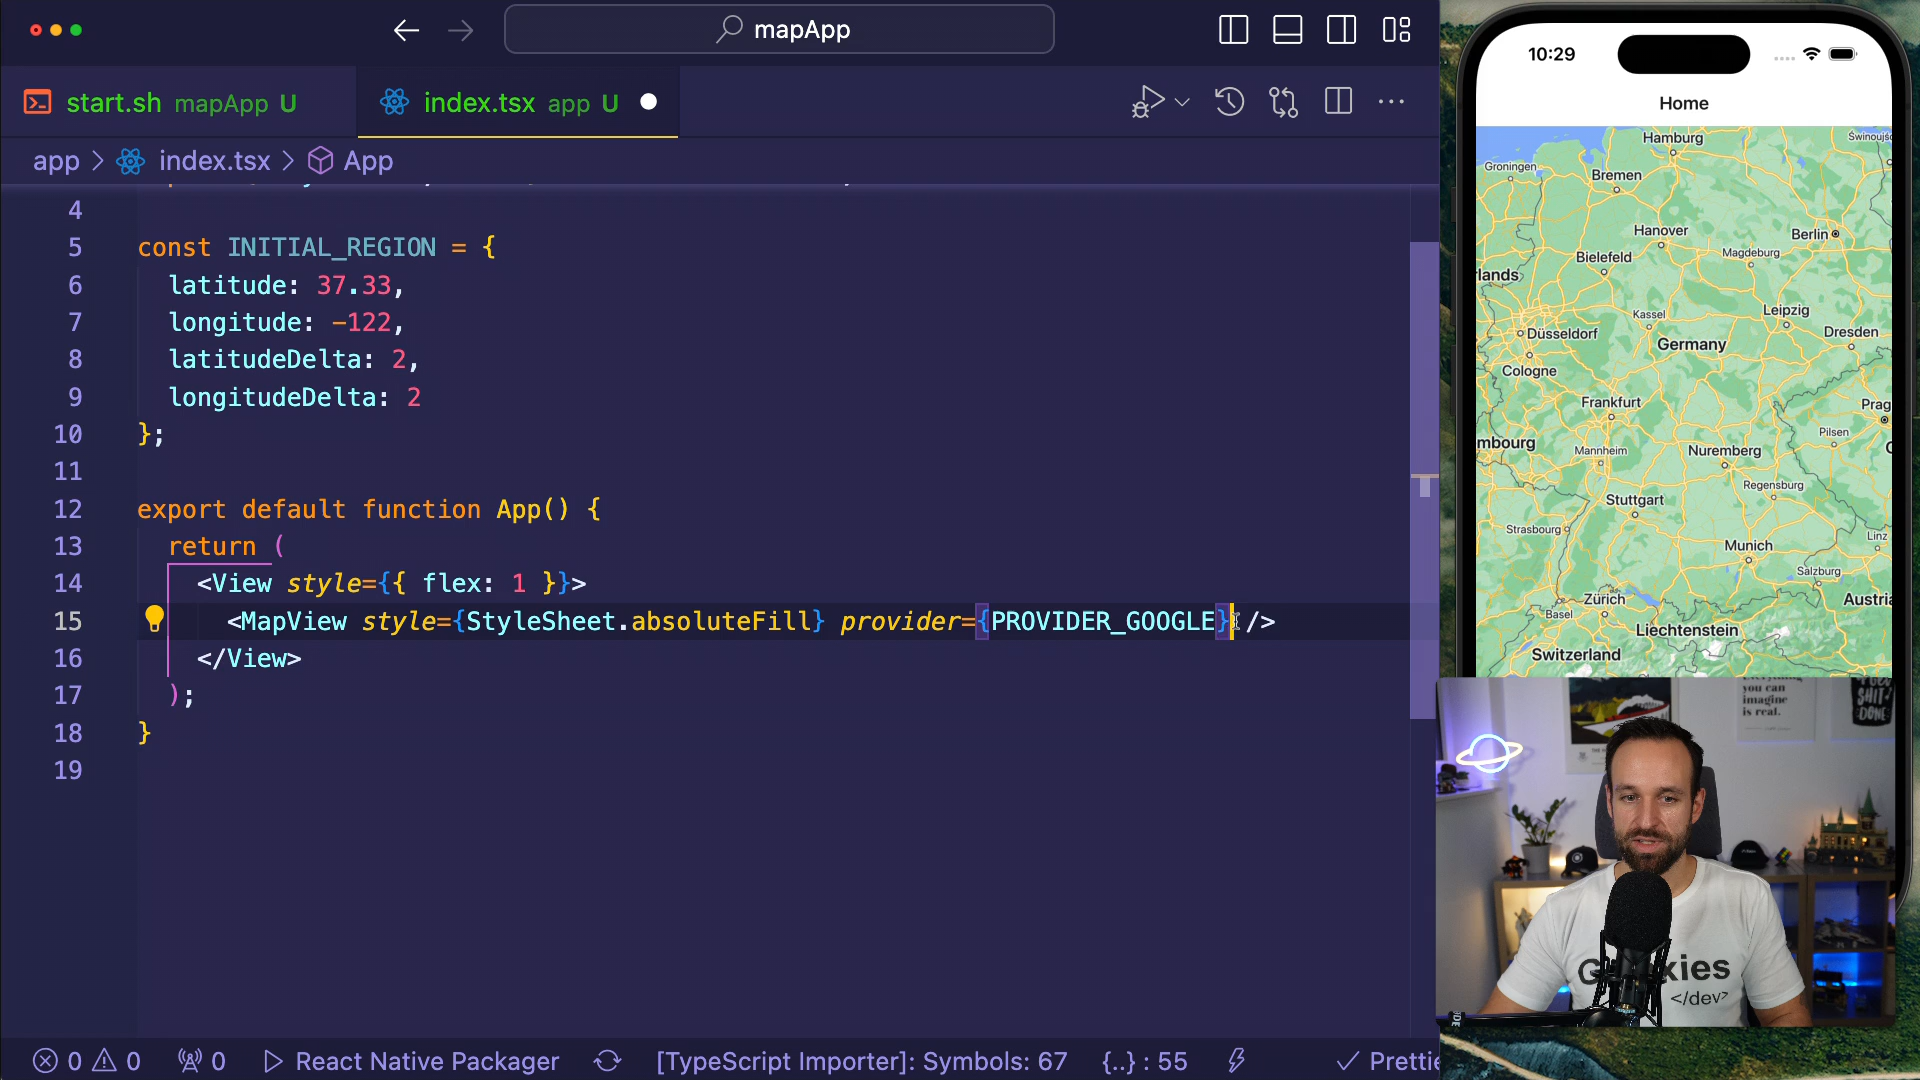 mapApp
start.sh mapApp U
index.tsx app U
app > index.tsx > App
4
5 const INITIAL_REGION = {
6 latitude: 37.33,
7 longitude: -122,
8 latitudeDelta: 2,
9 longitudeDelta: 2
10 };
11
12 export default function App() {
13 return (
14 <View style={{ flex: 1 }}>
15 <MapView style={StyleSheet.absoluteFill} provider={PROVIDER_GOOGLE} />
16 </View>
17 );
18 }
19
0 0 0 React Native Packager [TypeScript Importer]: Symbols: 67 {..} : 55
10:29
Home
Hamburg
Groningen
Bremen
Hanover
Berlin
Magdeburg
Bielefeld
lands
Leipzig
Kassel
Düsseldorf
Dresden
Germany
Cologne
Frankfurt
Prag
Pilsen
mbourg
Mannheim
Nuremberg
Regensburg
Stuttgart
Strasbourg
Munich
Linz
Salzburg
Zürich
Basel
Austria
Liechtenstein
Switzerland
you can
imagine
is real.
DONE
</dev>